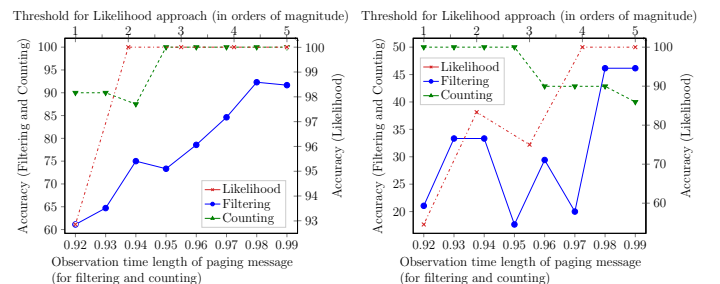 Threshold for Likelihood approach (in orders of magnitude)
1 2 3 4 5
Accuracy (Filtering and Counting)
100
95
90
85
80
75
70
65
60
100
99
98
97
96
95
94
93
Accuracy (Likelihood)
Likelihood
Filtering
Counting
0.92 0.93 0.94 0.95 0.96 0.97 0.98 0.99
Observation time length of paging message
(for filtering and counting)
Threshold for Likelihood approach (in orders of magnitude)
1 2 3 4 5
Accuracy (Filtering and Counting)
50
45
40
35
30
25
20
100
90
80
70
60
Accuracy (Likelihood)
Likelihood
Filtering
Counting
0.92 0.93 0.94 0.95 0.96 0.97 0.98 0.99
Observation time length of paging message
(for filtering and counting)